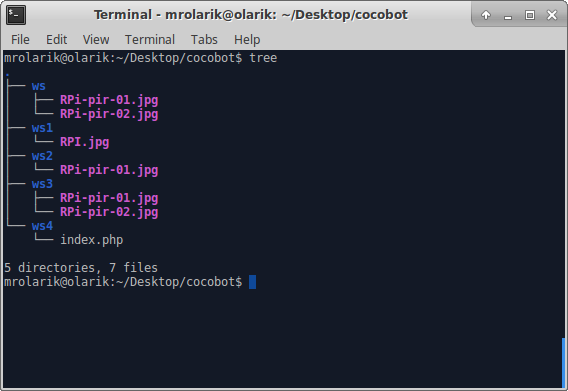 Terminal - mrolarik@olarik: ~/Desktop/cocobot
File Edit View Terminal Tabs Help
mrolarik@olarik:~/Desktop/cocobot$ tree
.
├── ws
│   ├── RPi-pir-01.jpg
│   └── RPi-pir-02.jpg
├── ws1
│   └── RPI.jpg
├── ws2
│   └── RPi-pir-01.jpg
├── ws3
│   ├── RPi-pir-01.jpg
│   └── RPi-pir-02.jpg
└── ws4
    └── index.php
5 directories, 7 files
mrolarik@olarik:~/Desktop/cocobot$